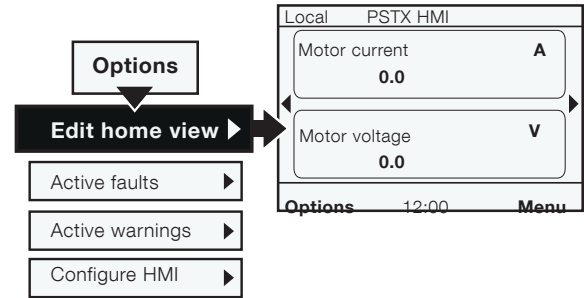 Options
Edit home view
Active faults
Active warnings
Configure HMI
Local PSTX HMI
Motor current A
0.0
Motor voltage V
0.0
Options 12:00 Menu